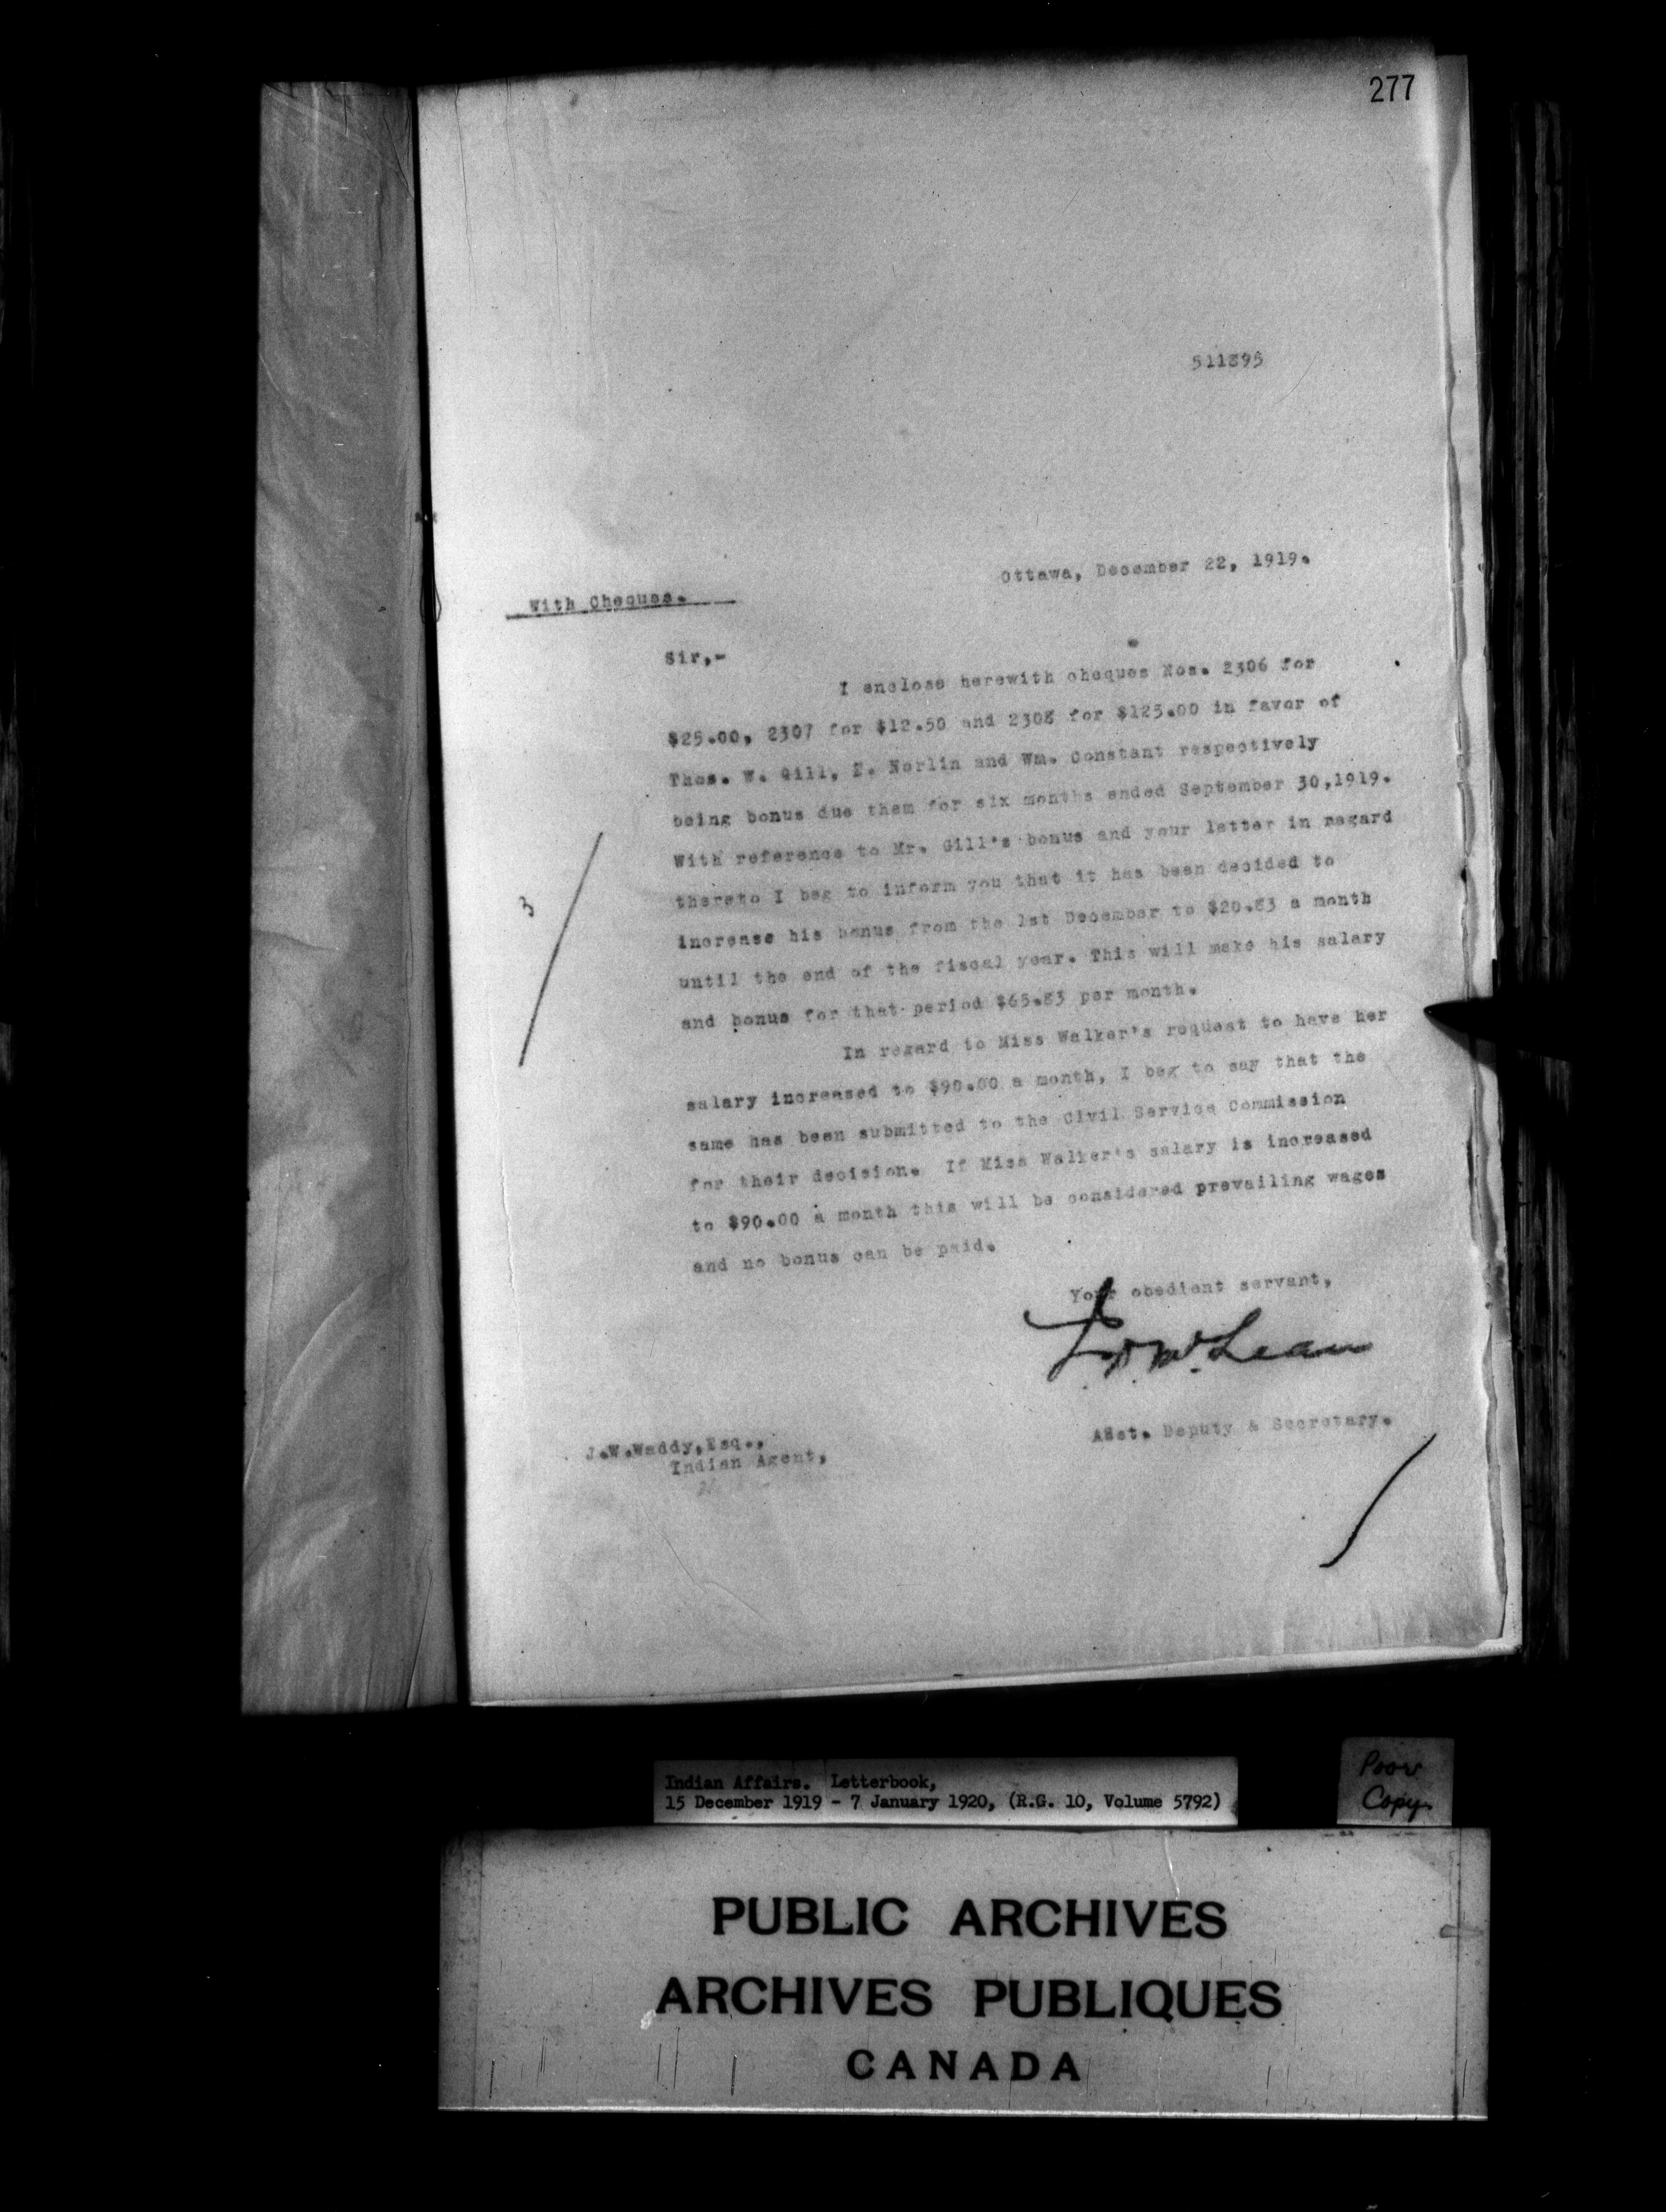 277
511895
Ottawa, December 22, 1919.
With Cheques.
Sir,-
I enclose herewith cheques Nos. 2306 for
$25.00, 2307 for $12.50 and 2308 for $125.00 in favor of
Thos. W. Gill, Norlin and Wm. Constant respectively
being bonus due them for six months ended September 30,1919.
With reference to Mr. Gill's bonus and your letter in regard
thereto I beg to inform you that it has been decided to
increase his bonus from the 1st December to $20.83 a month
until the end of the fiscal year. This will make his salary
and bonus for that period $65.83 per month.
3
In regard to Miss Walker's request to have her
salary increased to $90.00 a month, I beg to say that the
same has been submitted to the Civil Service Commission
for their decision. If Miss Walker's salary is increased
to $90.00 a month this will be considered prevailing wages
and no bonus can be paid.
Your obedient servant,
J.D. McLean
Asst. Deputy & Secretary.
J.W.Waddy,Esq.,
Indian Agent,
Indian Affairs. Letterbook,
15 December 1919 - 7 January 1920, (R.G. 10, Volume 5792)
Poor
Copy
PUBLIC ARCHIVES
ARCHIVES PUBLIQUES
CANADA